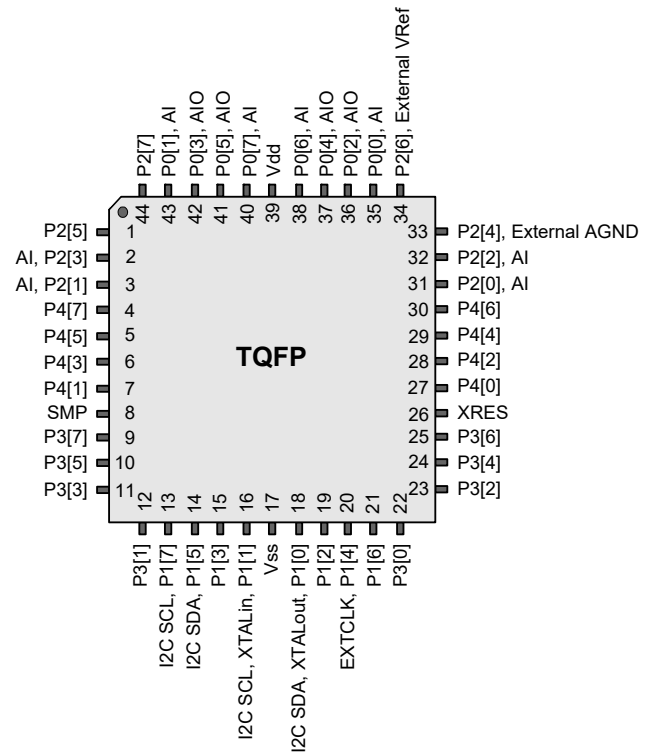 P2[7]
P0[1], AI
P0[3], AIO
P0[5], AIO
P0[7], AI
Vdd
P0[6], AI
P0[4], AIO
P0[2], AIO
P0[0], AI
P2[6], External VRef
44
43
42
41
40
39
38
37
36
35
34
P2[5] 1
AI, P2[3] 2
AI, P2[1] 3
P4[7] 4
P4[5] 5
P4[3] 6
P4[1] 7
SMP 8
P3[7] 9
P3[5] 10
P3[3] 11
TQFP
33 P2[4], External AGND
32 P2[2], AI
31 P2[0], AI
30 P4[6]
29 P4[4]
28 P4[2]
27 P4[0]
26 XRES
25 P3[6]
24 P3[4]
23 P3[2]
12
13
14
15
16
17
18
19
20
21
22
P3[1]
I2C SCL, P1[7]
I2C SDA, P1[5]
P1[3]
I2C SCL, XTALin, P1[1]
Vss
I2C SDA, XTALout, P1[0]
P1[2]
EXTCLK, P1[4]
P1[6]
P3[0]